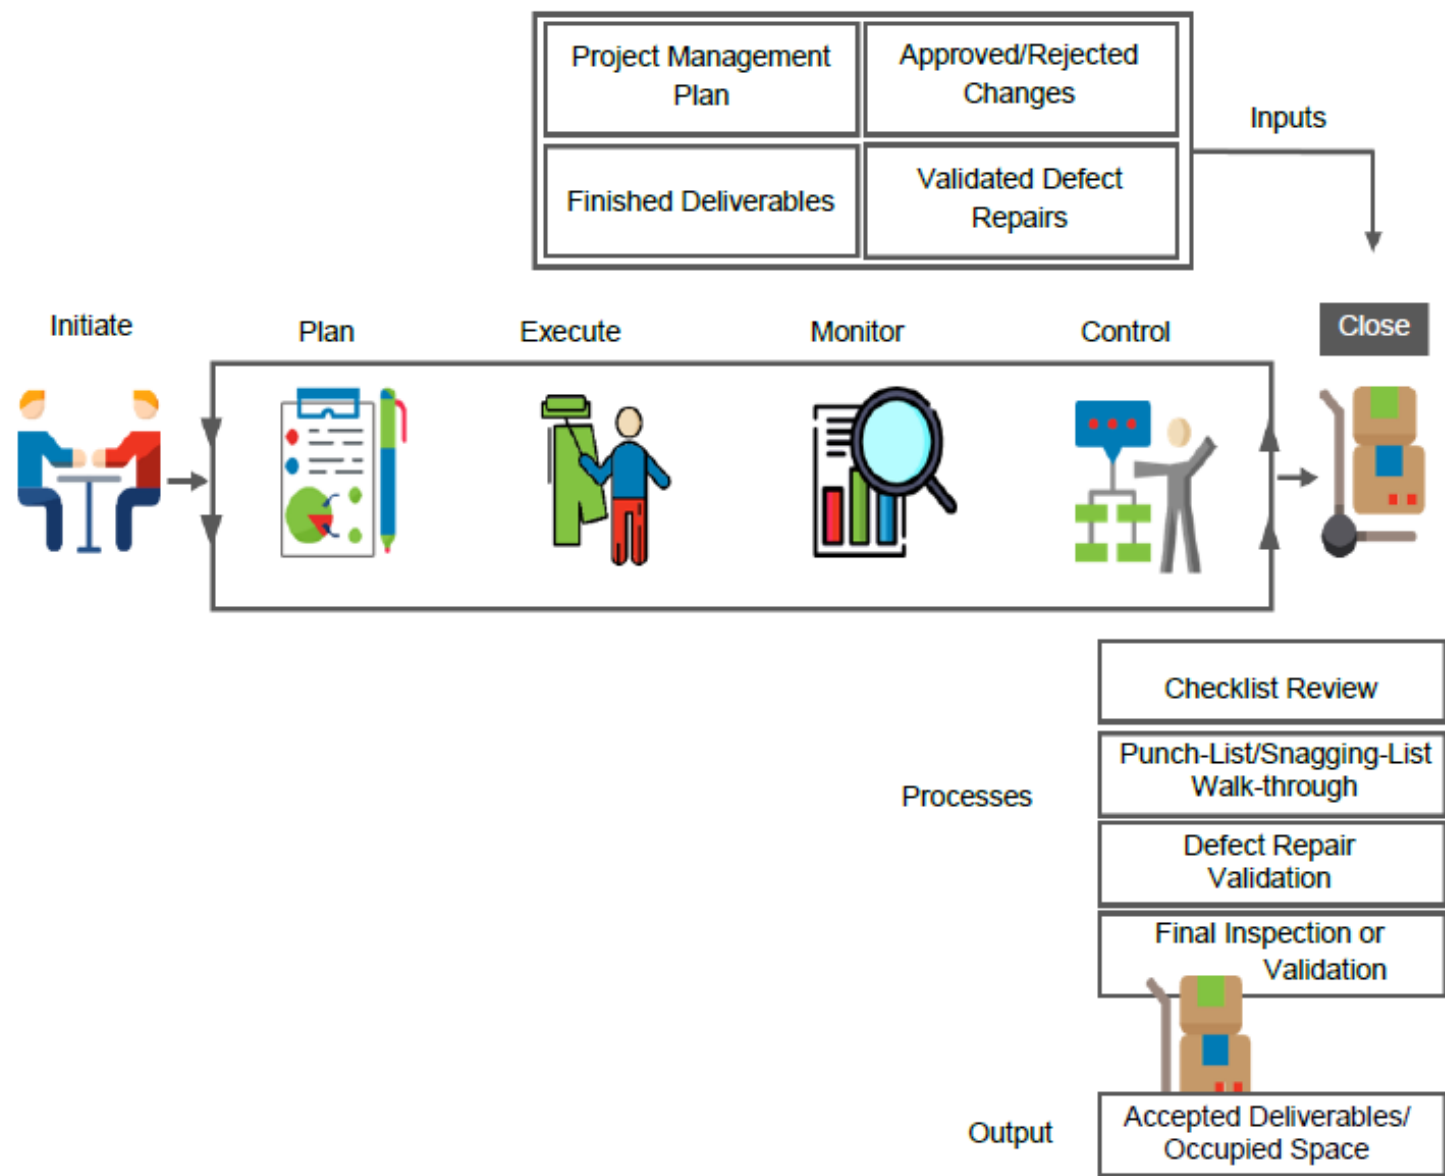 Project Management
Plan
Approved/Rejected
Changes
Inputs
Finished Deliverables
Validated Defect
Repairs
Initiate
Plan
Execute
Monitor
Control
Close
Checklist Review
Processes
Punch-List/Snagging-List
Walk-through
Defect Repair
Validation
Final Inspection or
Validation
Output
Accepted Deliverables/
Occupied Space